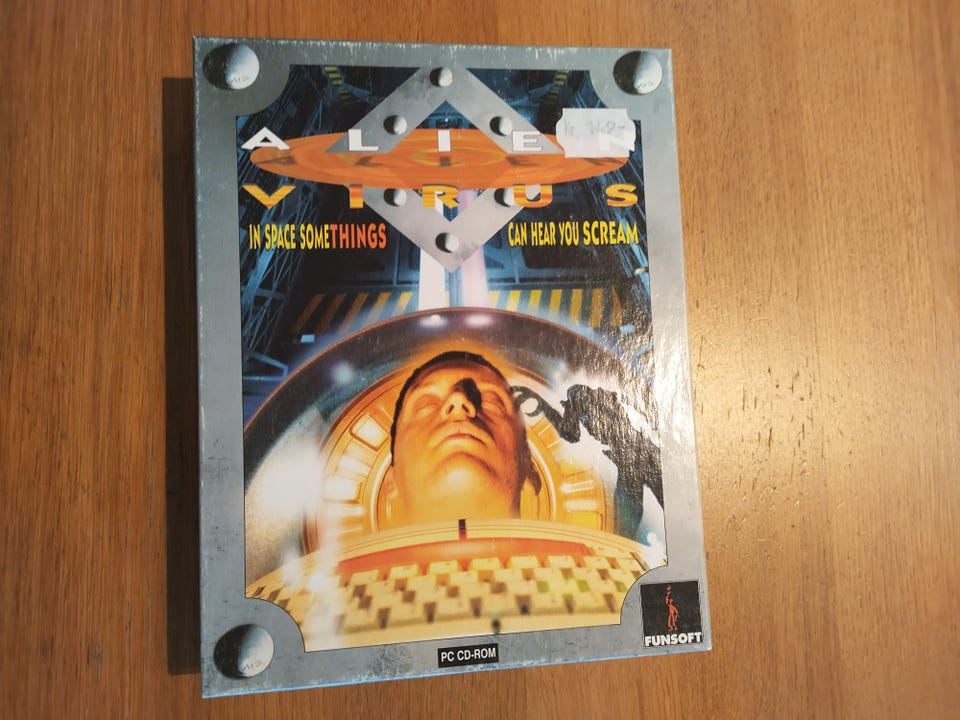 ALIEN
VIRUS
IN SPACE SOMETHINGS CAN HEAR YOU SCREAM
FUNSOFT
PC CD-ROM